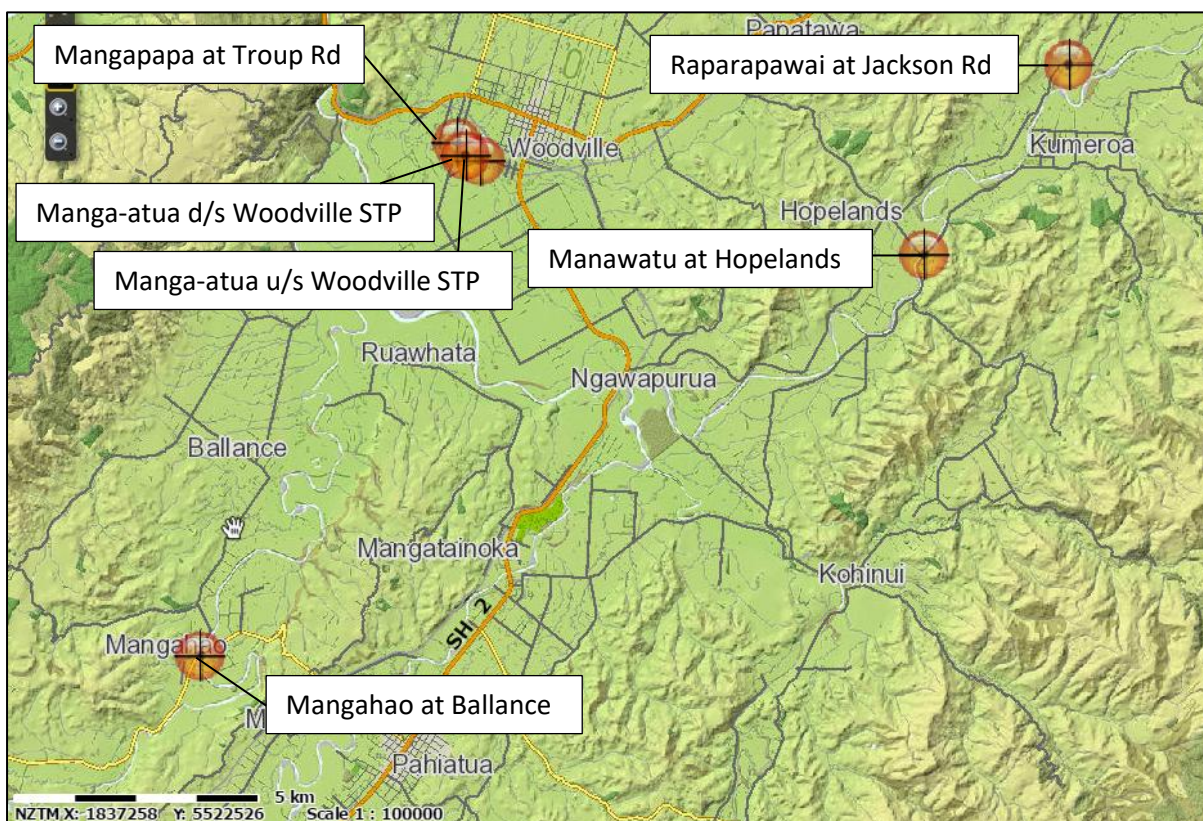 Papatawa
Mangapapa at Troup Rd
Raparapawai at Jackson Rd
Woodville
Kumeroa
Manga-atua d/s Woodville STP
Hopelands
Manga-atua u/s Woodville STP
Manawatu at Hopelands
Ruawhata
Ngawapurua
Ballance
Mangatainoka
Kohinui
SH 2
Mangahao
Mangahao at Ballance
M
Pahiatua
5 km
NZTM X: 1837258 Y: 5522526 Scale 1 : 100000